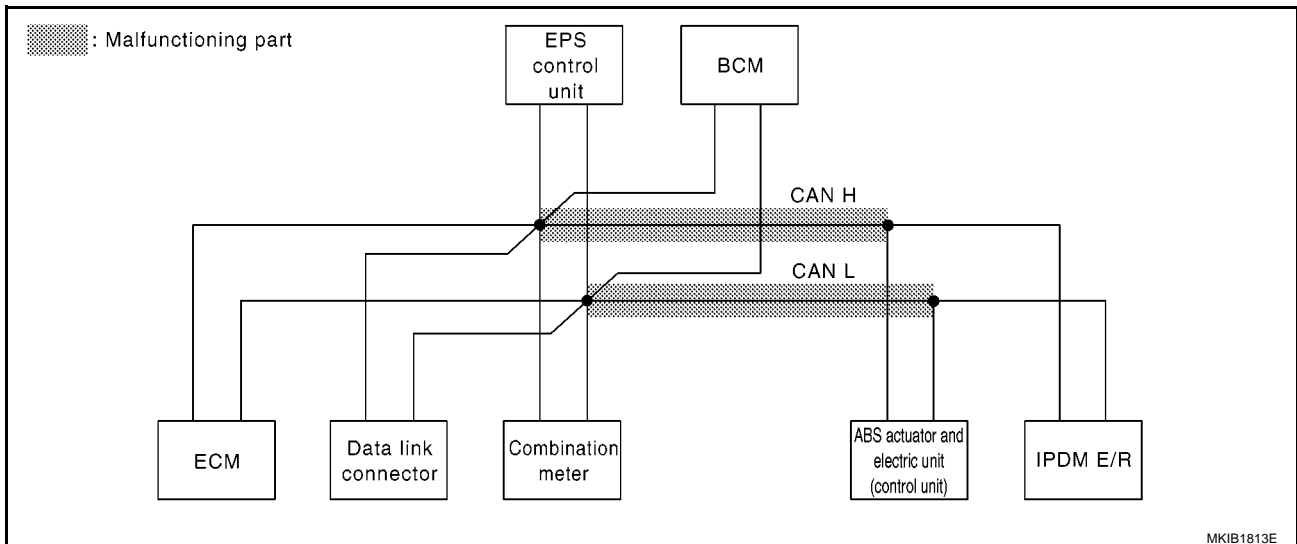 : Malfunctioning part
EPS
control
unit
BCM
CAN H
CAN L
ECM
Data link
connector
Combination
meter
ABS actuator and
electric unit
(control unit)
IPDM E/R
MKIB1813E